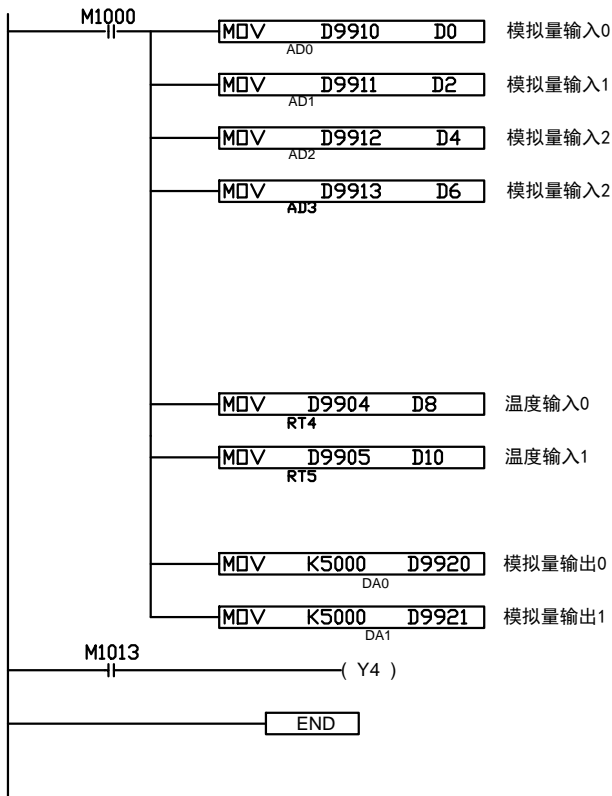 M1000
MOV D9910 D0 模拟量输入0
AD0
MOV D9911 D2 模拟量输入1
AD1
MOV D9912 D4 模拟量输入2
AD2
MOV D9913 D6 模拟量输入2
AD3
MOV D9904 D8 温度输入0
RT4
MOV D9905 D10 温度输入1
RT5
MOV K5000 D9920 模拟量输出0
DA0
MOV K5000 D9921 模拟量输出1
DA1
M1013
( Y4 )
END